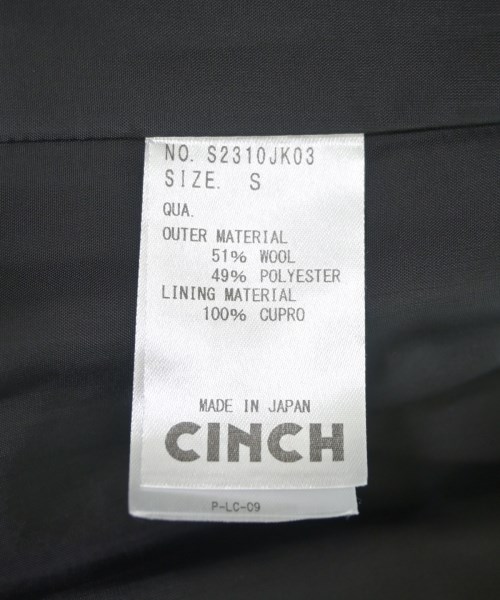 NO. S2310JK03
SIZE. S
QUA.
OUTER MATERIAL
51% WOOL
49% POLYESTER
LINING MATERIAL
100% CUPRO
MADE IN JAPAN
CINCH
P-LC-09